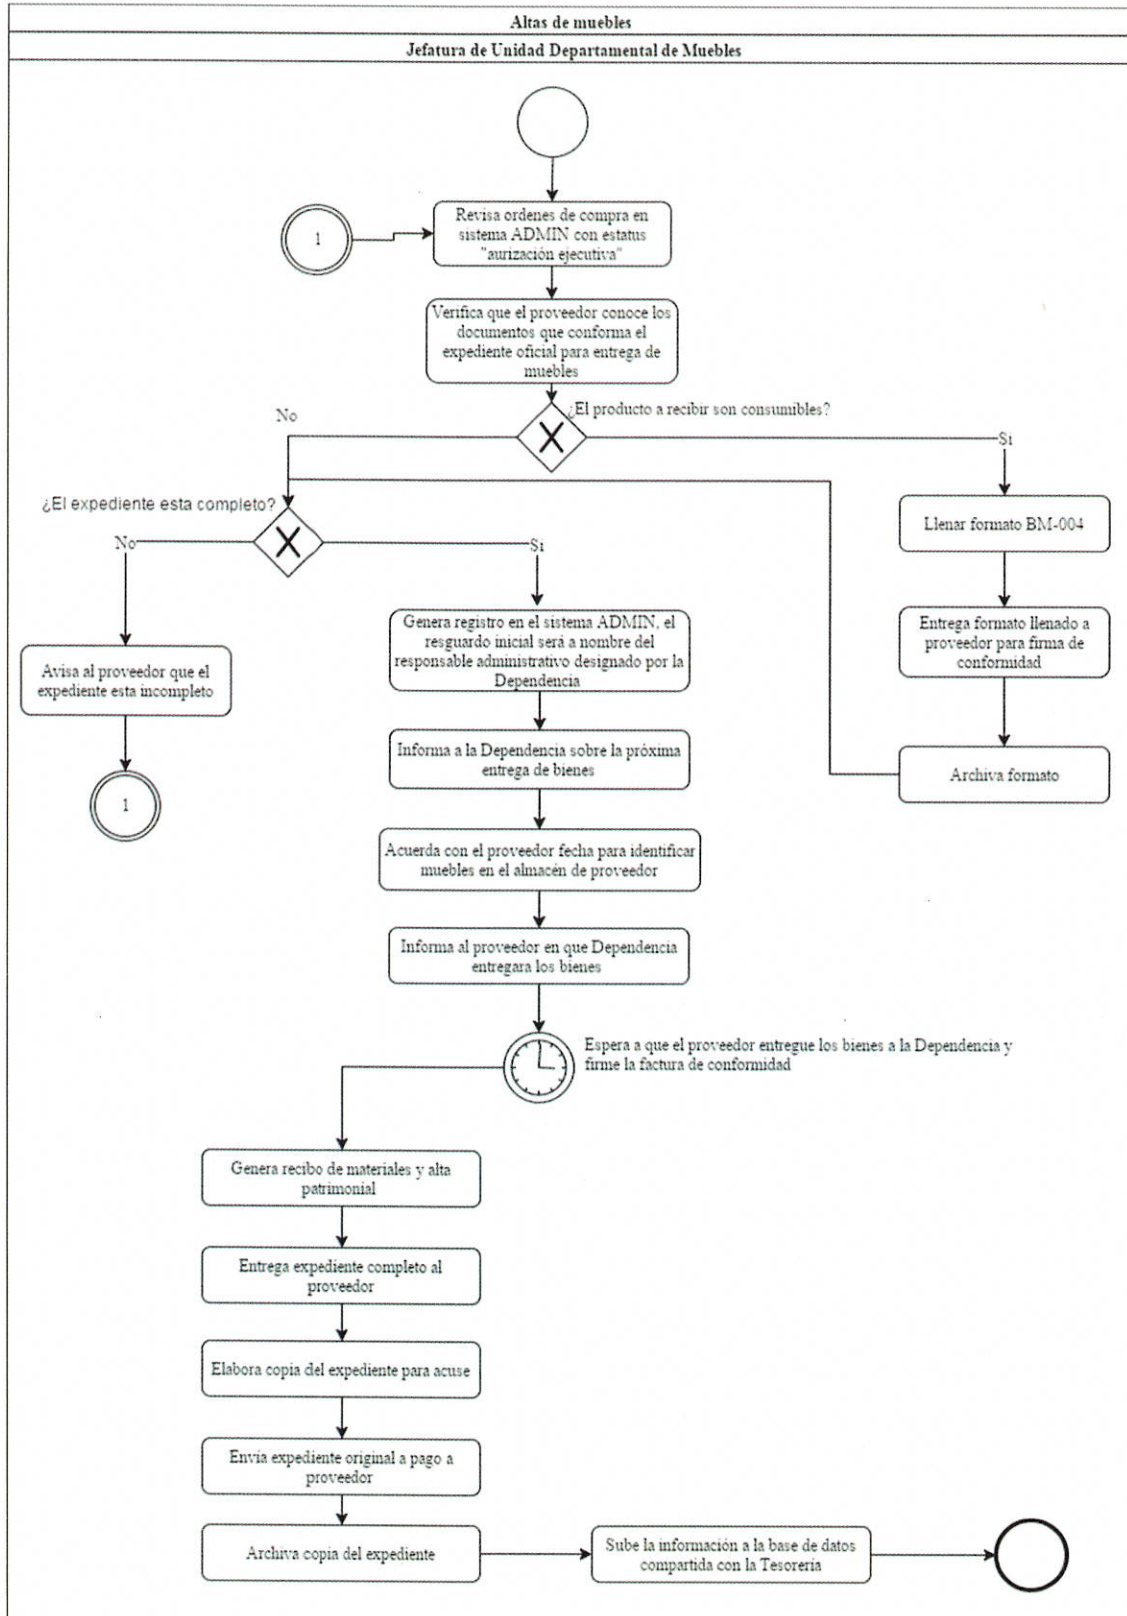 Altas de muebles
Jefatura de Unidad Departamental de Muebles
1
Revisa ordenes de compra en
sistema ADMIN con estatus
"aurización ejecutiva"
Verifica que el proveedor conoce los
documentos que conforma el
expediente oficial para entrega de
muebles
¿El producto a recibir son consumibles?
No
Si
¿El expediente esta completo?
No
Si
Llenar formato BM-004
Entrega formato llenado a
proveedor para firma de
conformidad
Archiva formato
Avisa al proveedor que el
expediente esta incompleto
1
Genera registro en el sistema ADMIN, el
resguardo inicial será a nombre del
responsable administrativo designado por la
Dependencia
Informa a la Dependencia sobre la próxima
entrega de bienes
Acuerda con el proveedor fecha para identificar
muebles en el almacén de proveedor
Informa al proveedor en que Dependencia
entregara los bienes
Espera a que el proveedor entregue los bienes a la Dependencia y
firme la factura de conformidad
Genera recibo de materiales y alta
patrimonial
Entrega expediente completo al
proveedor
Elabora copia del expediente para acuse
Envía expediente original a pago a
proveedor
Archiva copia del expediente
Sube la información a la base de datos
compartida con la Tesorería